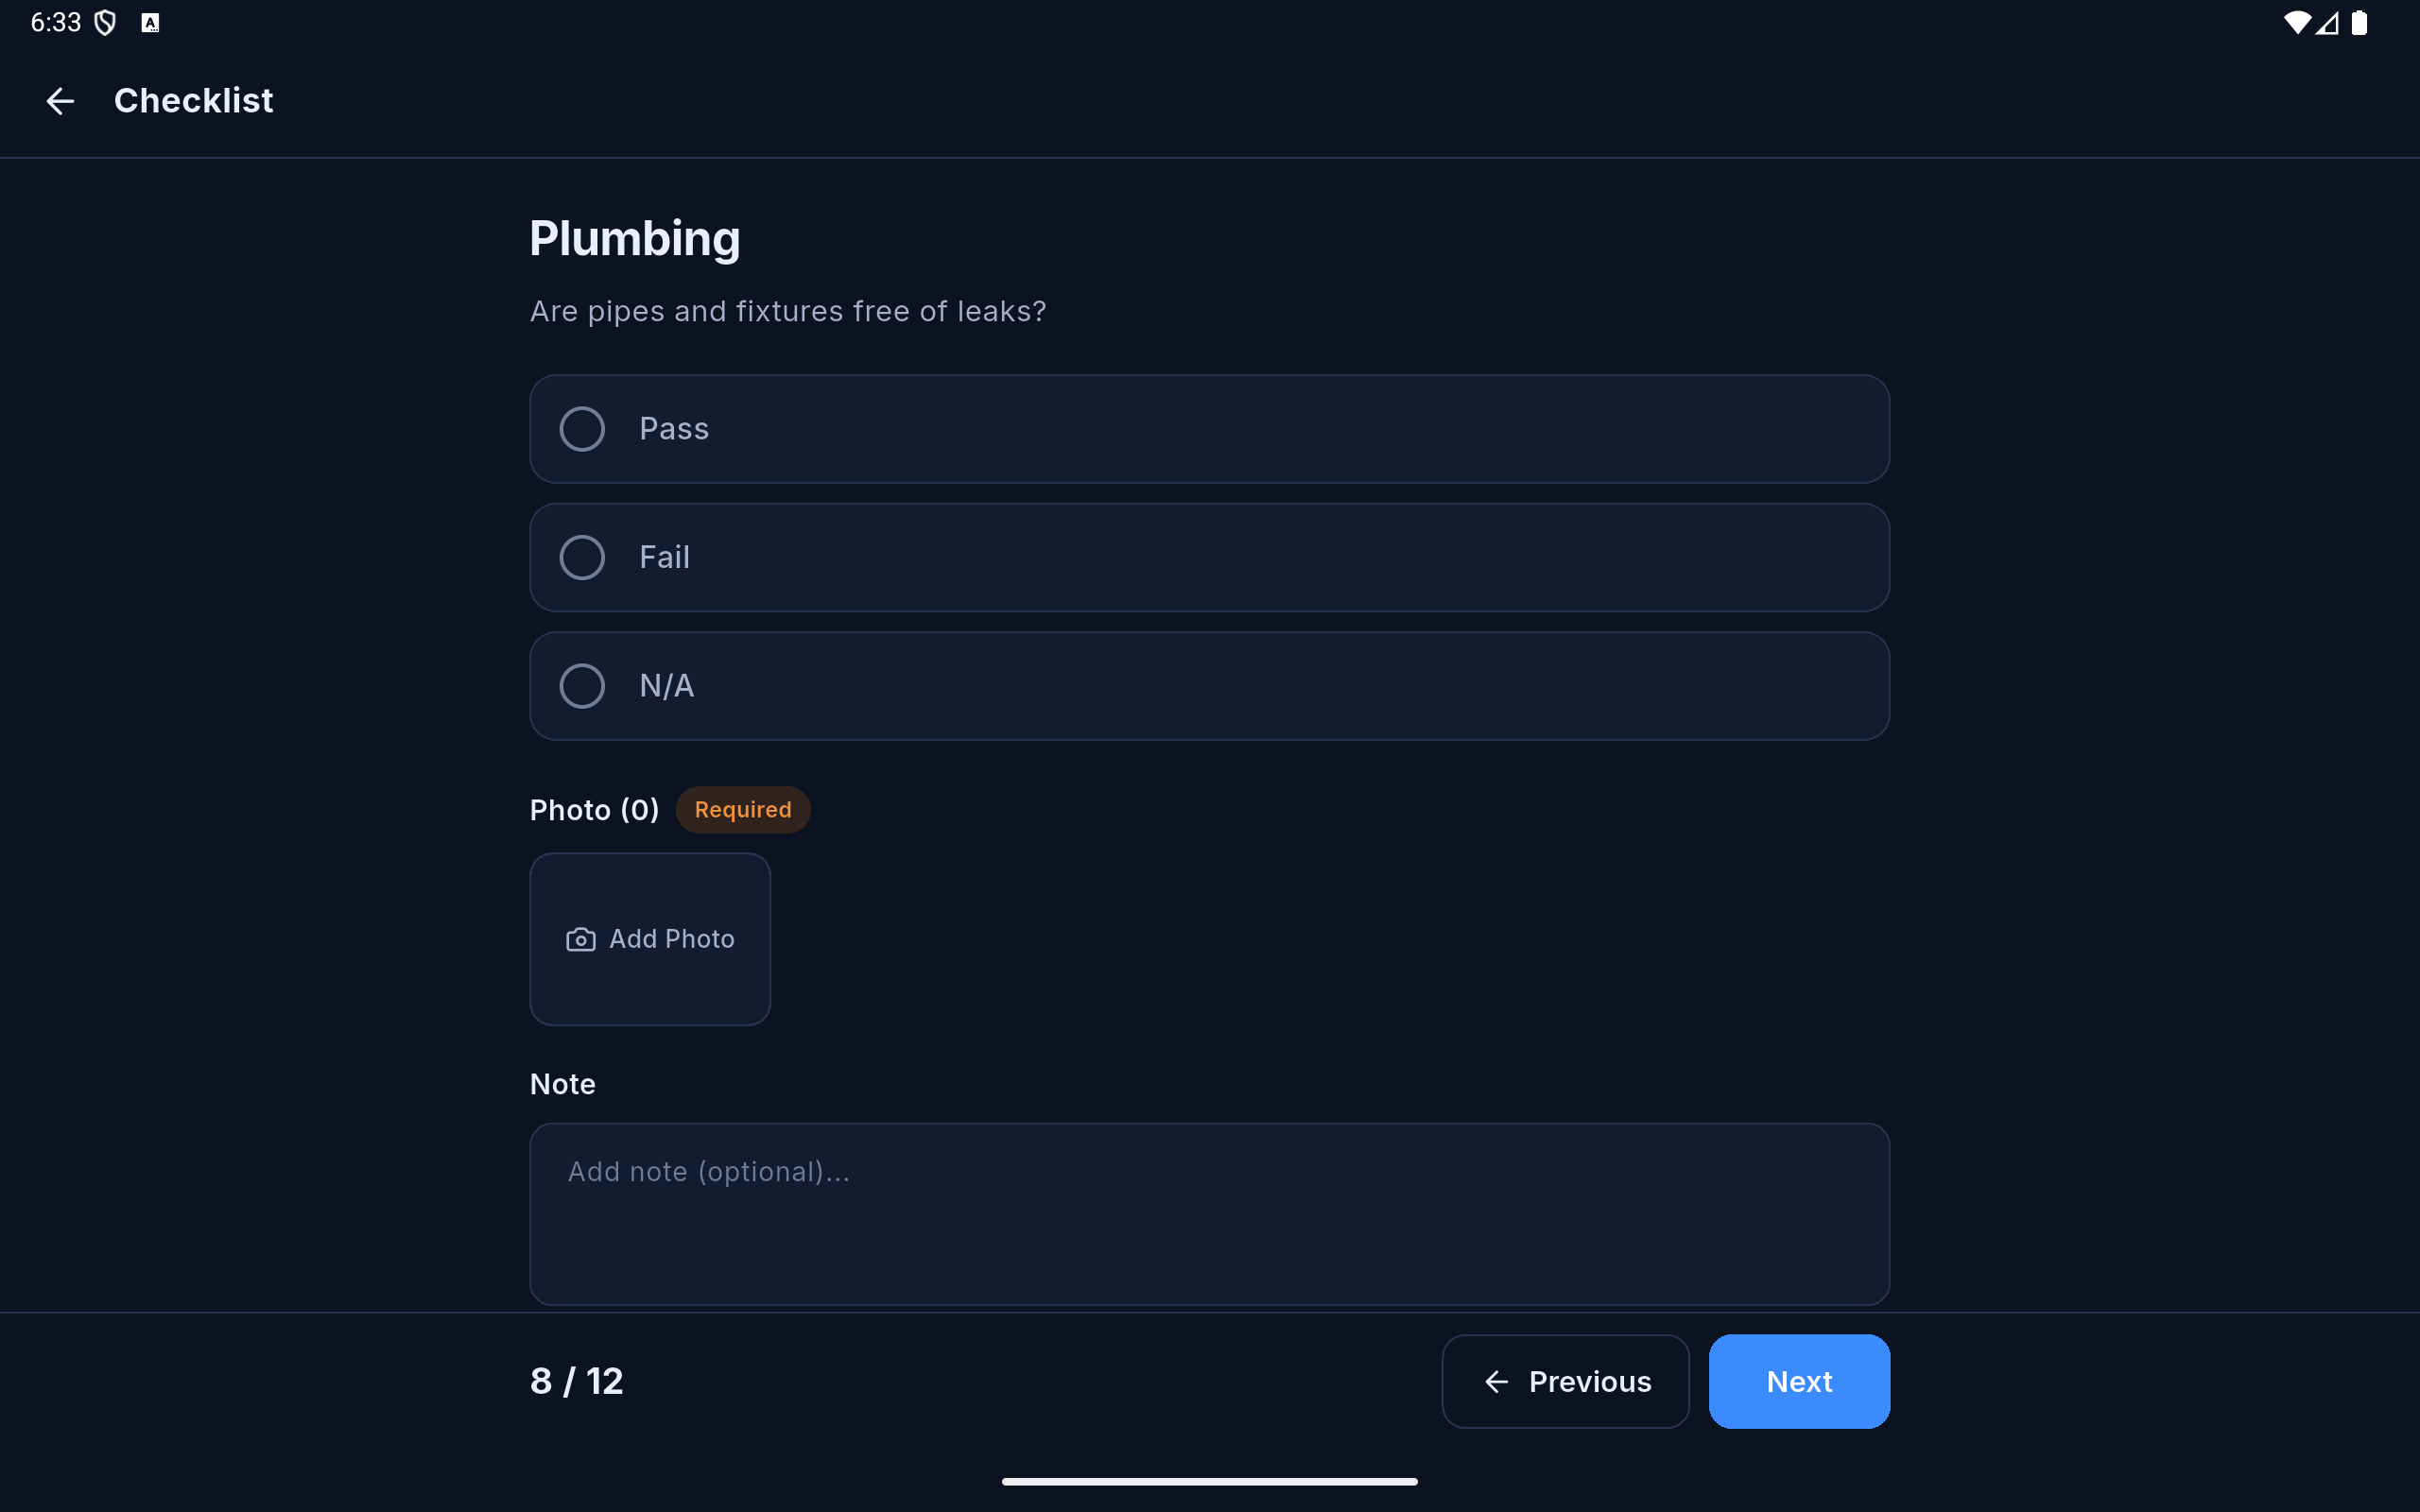 6:33
Checklist
Plumbing
Are pipes and fixtures free of leaks?
Pass
Fail
N/A
Photo (0) Required
Add Photo
Note
Add note (optional)...
8 / 12
Previous
Next